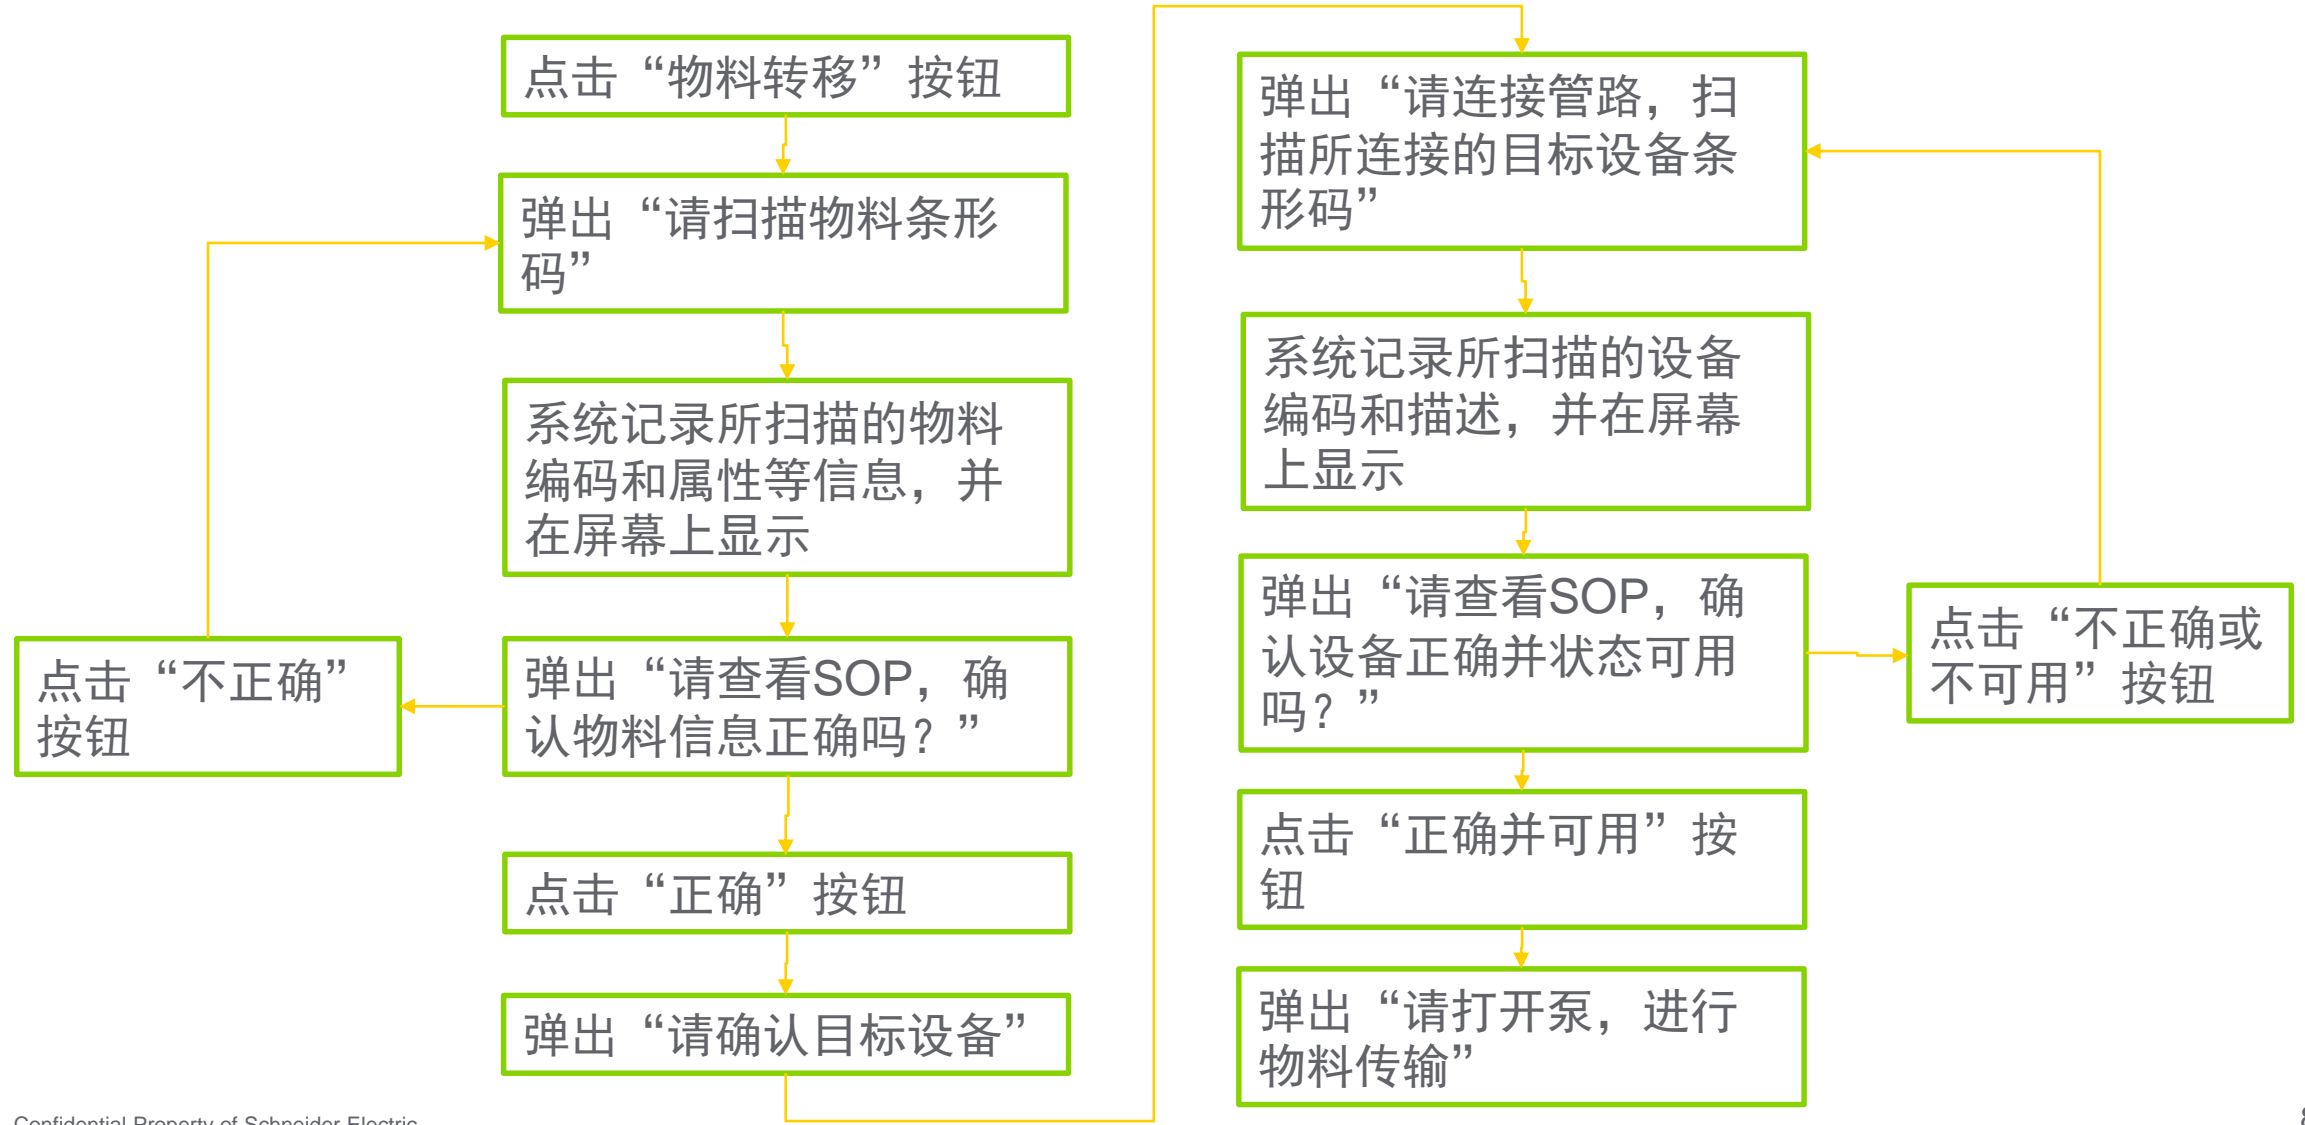 点击“物料转移”按钮
弹出“请扫描物料条形
码”
系统记录所扫描的物料
编码和属性等信息，并
在屏幕上显示
点击“不正确”
按钮
弹出“请查看SOP，确
认物料信息正确吗？”
点击“正确”按钮
弹出“请确认目标设备”
弹出“请连接管路，扫
描所连接的目标设备条
形码”
系统记录所扫描的设备
编码和描述，并在屏幕
上显示
弹出“请查看SOP，确
认设备正确并状态可用
吗？”
点击“不正确或
不可用”按钮
点击“正确并可用”按
钮
弹出“请打开泵，进行
物料传输”
Confidential Property of Schneider Electric